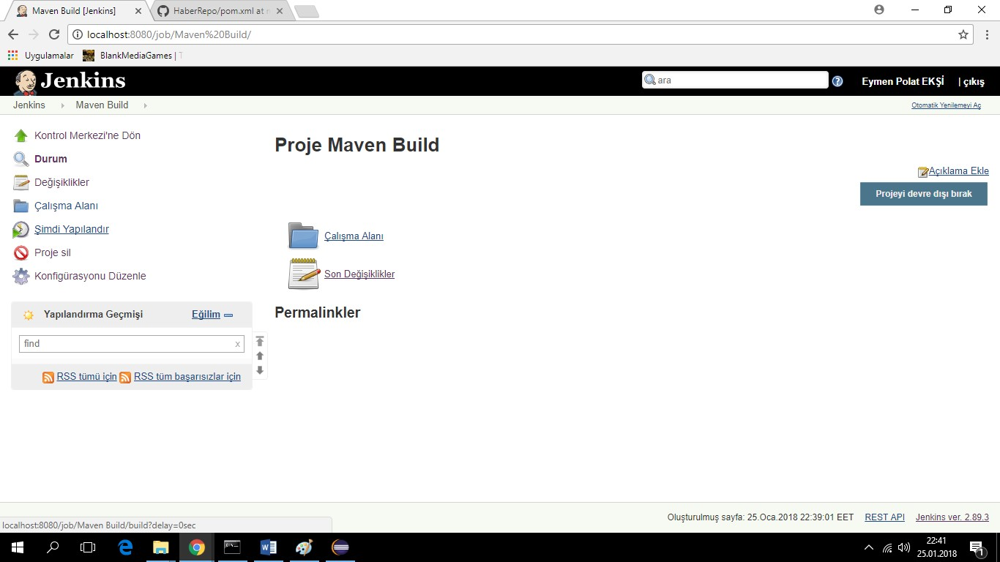 Maven Build [Jenkins]
HaberRepo/pom.xml at
localhost:8080/job/Maven%20Build/
Uygulamalar
BlankMediaGames | T
Jenkins
ara
Eymen Polat EKŞİ
| çıkış
Jenkins
Maven Build
Otomatik Yenilemeyi Aç
Kontrol Merkezi'ne Dön
Durum
Değişiklikler
Çalışma Alanı
Şimdi Yapılandır
Proje sil
Konfigürasyonu Düzenle
Yapılandırma Geçmişi
Eğilim
find
x
RSS tümü için
RSS tüm başarısızlar için
Proje Maven Build
Açıklama Ekle
Projeyi devre dışı bırak
Çalışma Alanı
Son Değişiklikler
Permalinkler
Oluşturulmuş sayfa: 25.Oca.2018 22:39:01 EET
REST API
Jenkins ver. 2.89.3
localhost:8080/job/Maven Build/build?delay=0sec
22:41
25.01.2018
1